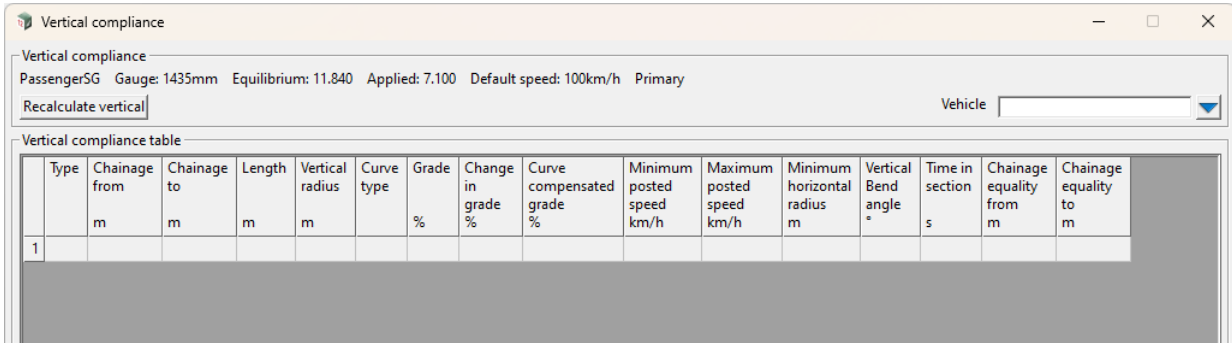 Vertical compliance
Vertical compliance
PassengerSG Gauge: 1435mm Equilibrium: 11.840 Applied: 7.100 Default speed: 100km/h Primary
Recalculate vertical Vehicle
Vertical compliance table
Type Chainage Chainage Length Vertical Curve Grade Change Curve Minimum Maximum Minimum Vertical Time in Chainage Chainage
from to radius type in compensated posted posted horizontal Bend section equality equality
grade grade speed speed radius angle from to
m m m m % % % km/h km/h m ° s m m
1